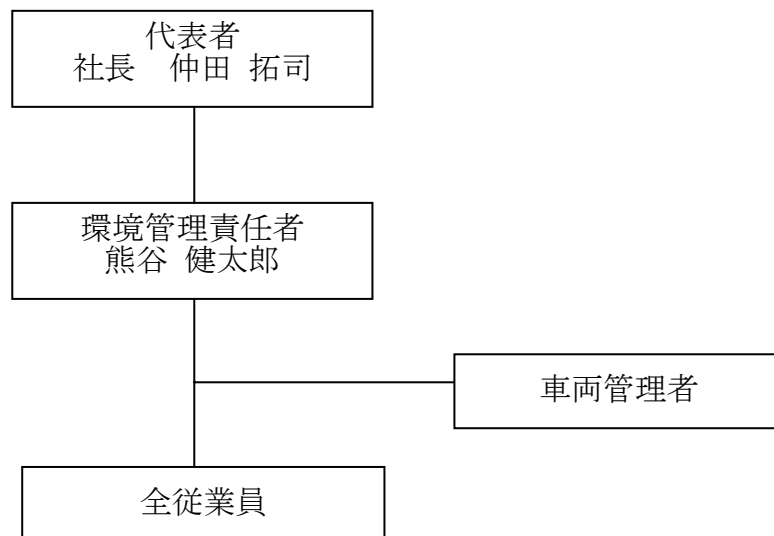 代表者
社長　仲田 拓司
環境管理責任者
熊谷 健太郎
車両管理者
全従業員